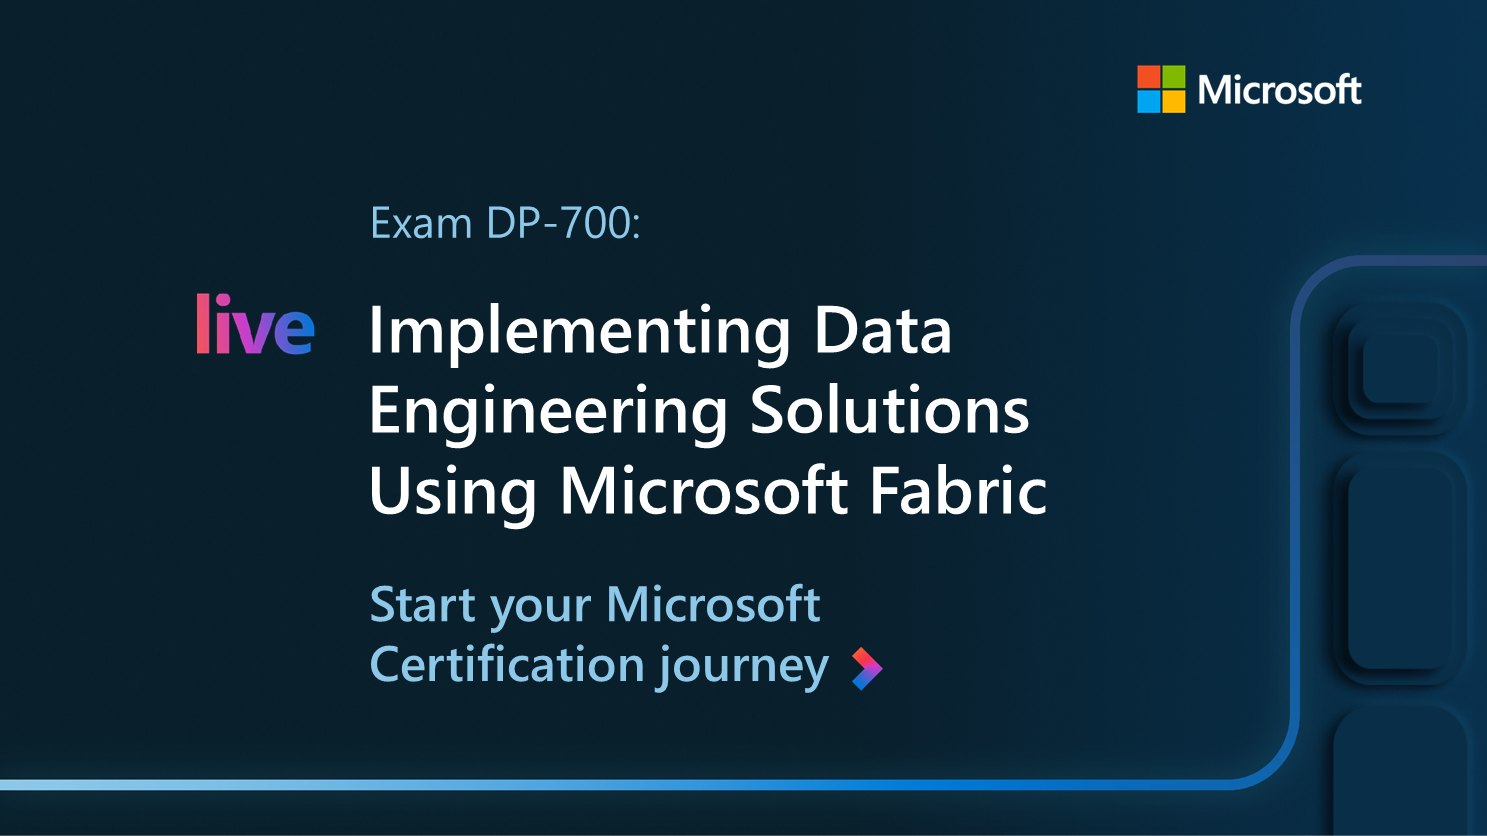 Microsoft
Exam DP-700:
live
Implementing Data
Engineering Solutions
Using Microsoft Fabric
Start your Microsoft
Certification journey